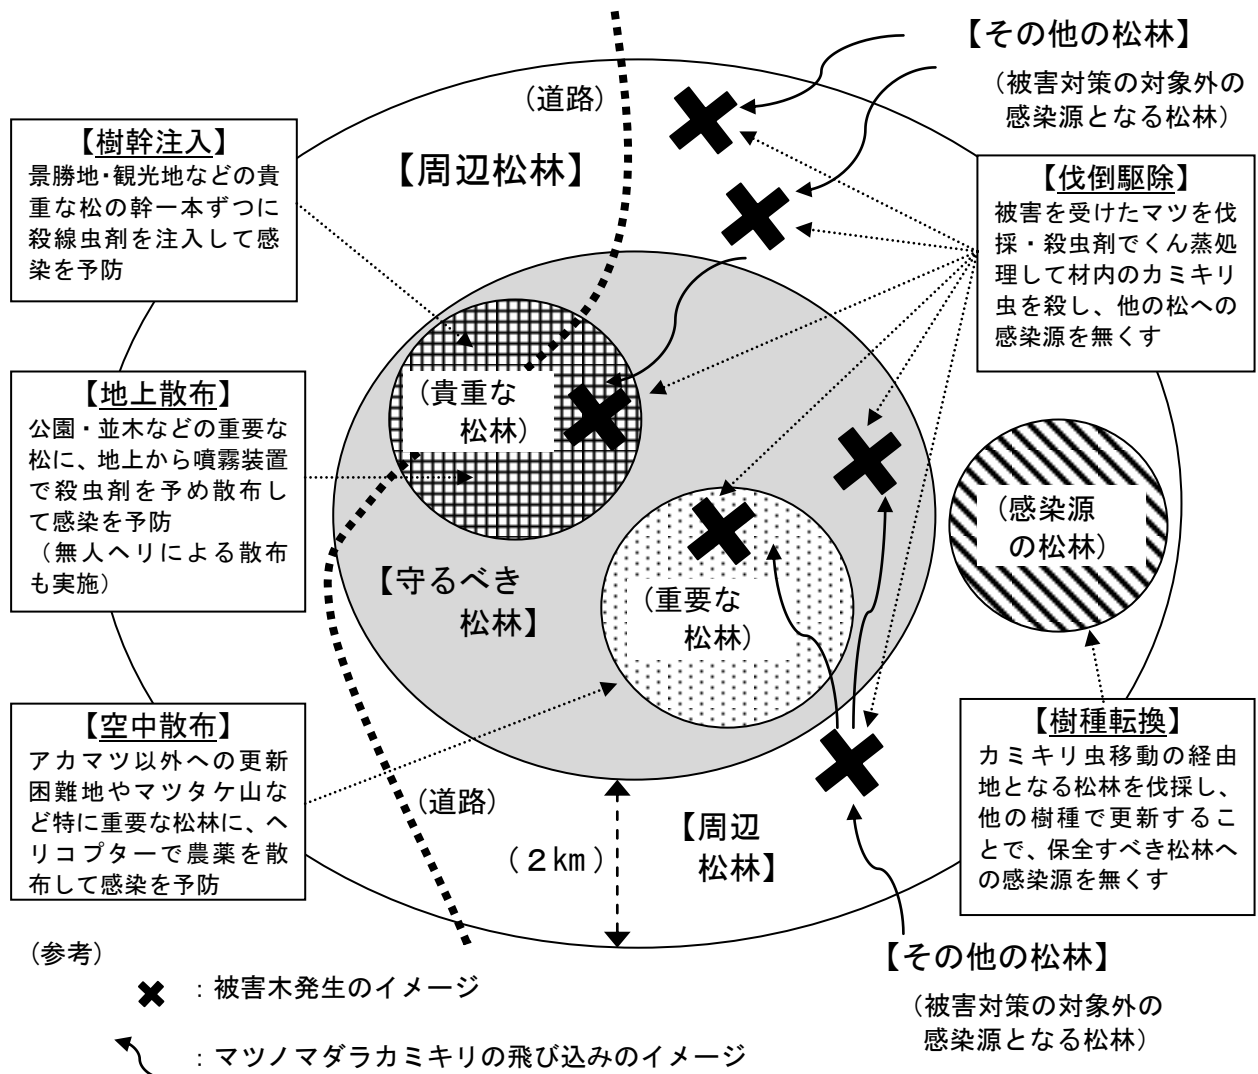 【その他の松林】
（被害対策の対象外の
感染源となる松林）
（道路）
【周辺松林】
【樹幹注入】
景勝地・観光地などの貴
重な松の幹一本ずつに
殺線虫剤を注入して感
染を予防
【伐倒駆除】
被害を受けたマツを伐
採・殺虫剤でくん蒸処
理して材内のカミキリ
虫を殺し、他の松への
感染源を無くす
【地上散布】
公園・並木などの重要な
松に、地上から噴霧装置
で殺虫剤を予め散布し
て感染を予防
（無人ヘリによる散布
も実施）
（貴重な
松林）
（感染源
の松林）
【守るべき
松林】
（重要な
松林）
【空中散布】
アカマツ以外への更新
困難地やマツタケ山な
ど特に重要な松林に、ヘ
リコプターで農薬を散
布して感染を予防
【樹種転換】
カミキリ虫移動の経由
地となる松林を伐採し、
他の樹種で更新するこ
とで、保全すべき松林へ
の感染源を無くす
（道路）
（２km）
【周辺
松林】
【その他の松林】
（被害対策の対象外の
感染源となる松林）
（参考）
：被害木発生のイメージ
：マツノマダラカミキリの飛び込みのイメージ